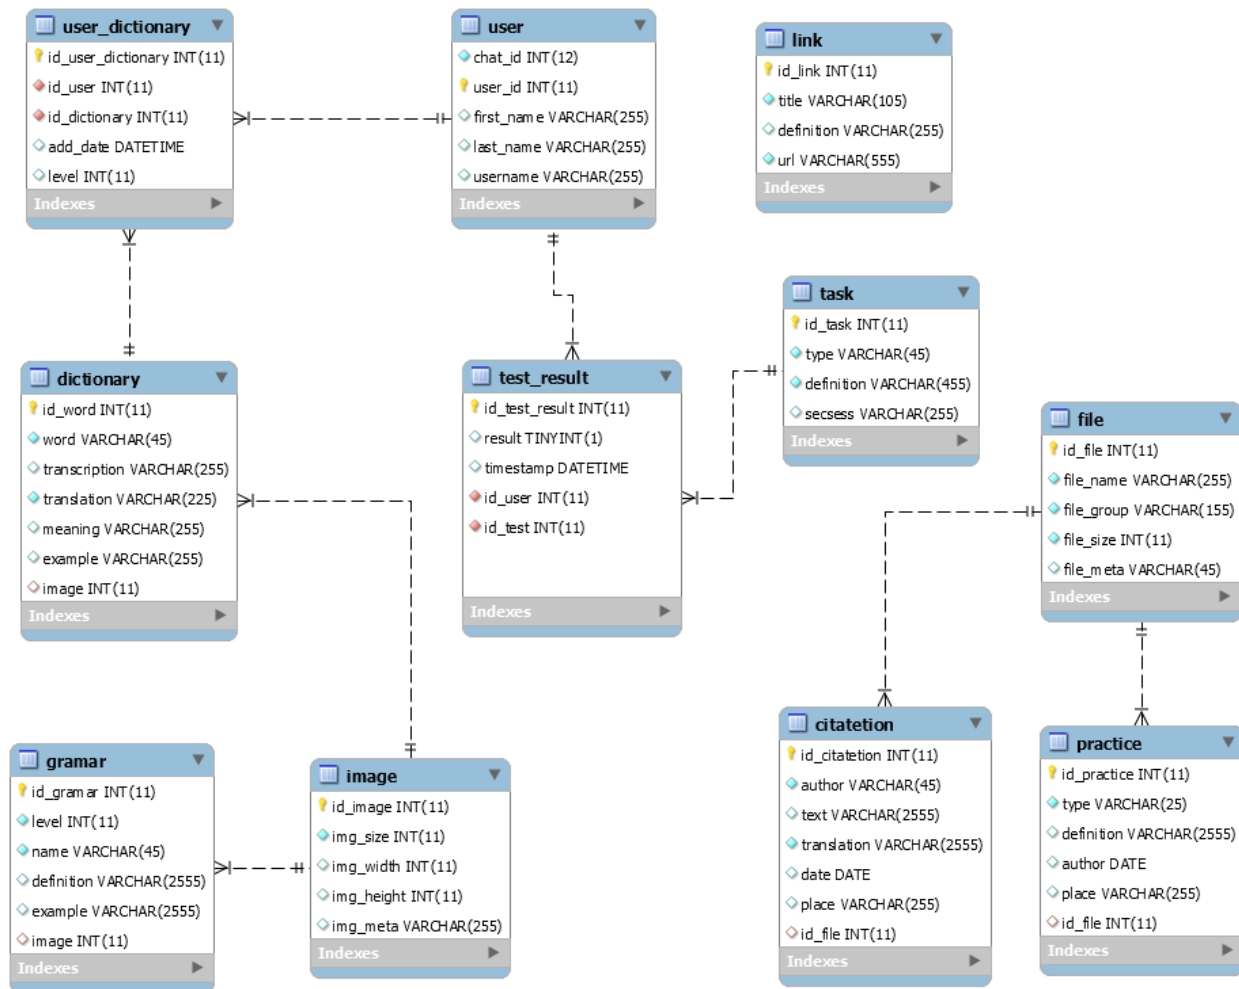 user_dictionary
id_user_dictionary INT(11)
id_user INT(11)
id_dictionary INT(11)
add_date DATETIME
level INT(11)
Indexes
user
chat_id INT(12)
user_id INT(11)
first_name VARCHAR(255)
last_name VARCHAR(255)
username VARCHAR(255)
Indexes
link
id_link INT(11)
title VARCHAR(105)
definition VARCHAR(255)
url VARCHAR(555)
Indexes
dictionary
id_word INT(11)
word VARCHAR(45)
transcription VARCHAR(255)
translation VARCHAR(225)
meaning VARCHAR(255)
example VARCHAR(255)
image INT(11)
Indexes
test_result
id_test_result INT(11)
result TINYINT(1)
timestamp DATETIME
id_user INT(11)
id_test INT(11)
Indexes
task
id_task INT(11)
type VARCHAR(45)
definition VARCHAR(455)
secsess VARCHAR(255)
Indexes
file
id_file INT(11)
file_name VARCHAR(255)
file_group VARCHAR(155)
file_size INT(11)
file_meta VARCHAR(45)
Indexes
gramar
id_gramar INT(11)
level INT(11)
name VARCHAR(45)
definition VARCHAR(2555)
example VARCHAR(2555)
image INT(11)
Indexes
image
id_image INT(11)
img_size INT(11)
img_width INT(11)
img_height INT(11)
img_meta VARCHAR(255)
Indexes
citatetion
id_citatetion INT(11)
author VARCHAR(45)
text VARCHAR(2555)
translation VARCHAR(2555)
date DATE
place VARCHAR(255)
id_file INT(11)
Indexes
practice
id_practice INT(11)
type VARCHAR(25)
definition VARCHAR(2555)
author DATE
place VARCHAR(255)
id_file INT(11)
Indexes